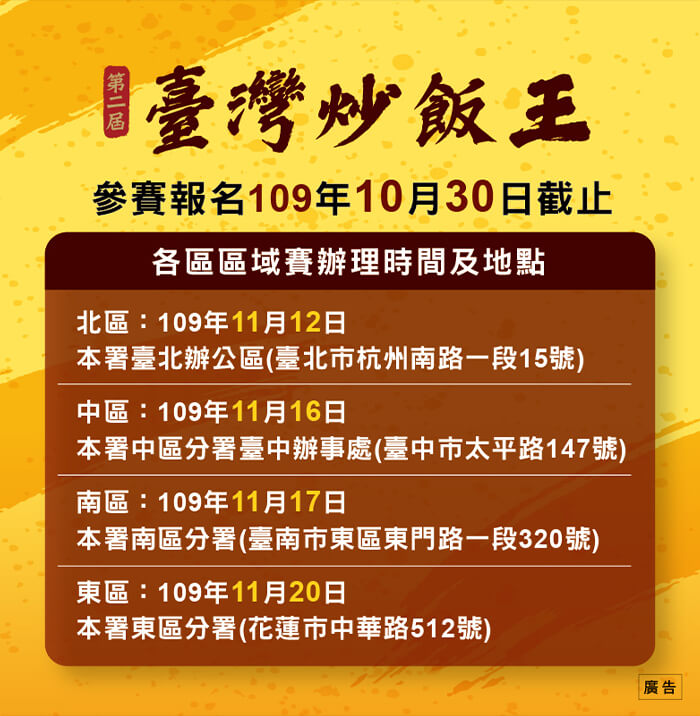 第二屆
臺灣炒飯王
參賽報名109年10月30日截止
各區區域賽辦理時間及地點
北區：109年11月12日
本署臺北辦公區(臺北市杭州南路一段15號)
中區：109年11月16日
本署中區分署臺中辦事處(臺中市太平路147號)
南區：109年11月17日
本署南區分署(臺南市東區東門路一段320號)
東區：109年11月20日
本署東區分署(花蓮市中華路512號)
廣告